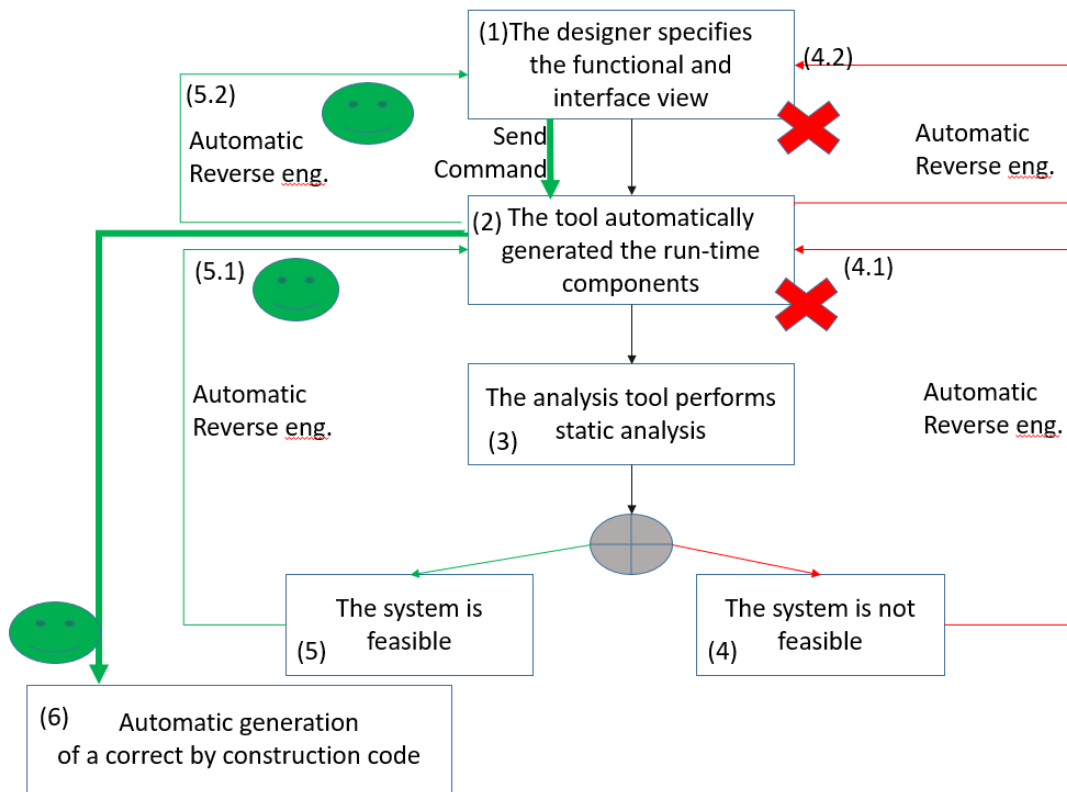 (1)The designer specifies
the functional and
interface view
(4.2)
(5.2)
Automatic
Reverse eng.
Send
Command
Automatic
Reverse eng.
(2) The tool automatically
generated the run-time
components
(5.1)
(4.1)
Automatic
Reverse eng.
The analysis tool performs
static analysis
(3)
Automatic
Reverse eng.
The system is
feasible
(5)
The system is not
feasible
(4)
(6) Automatic generation
of a correct by construction code